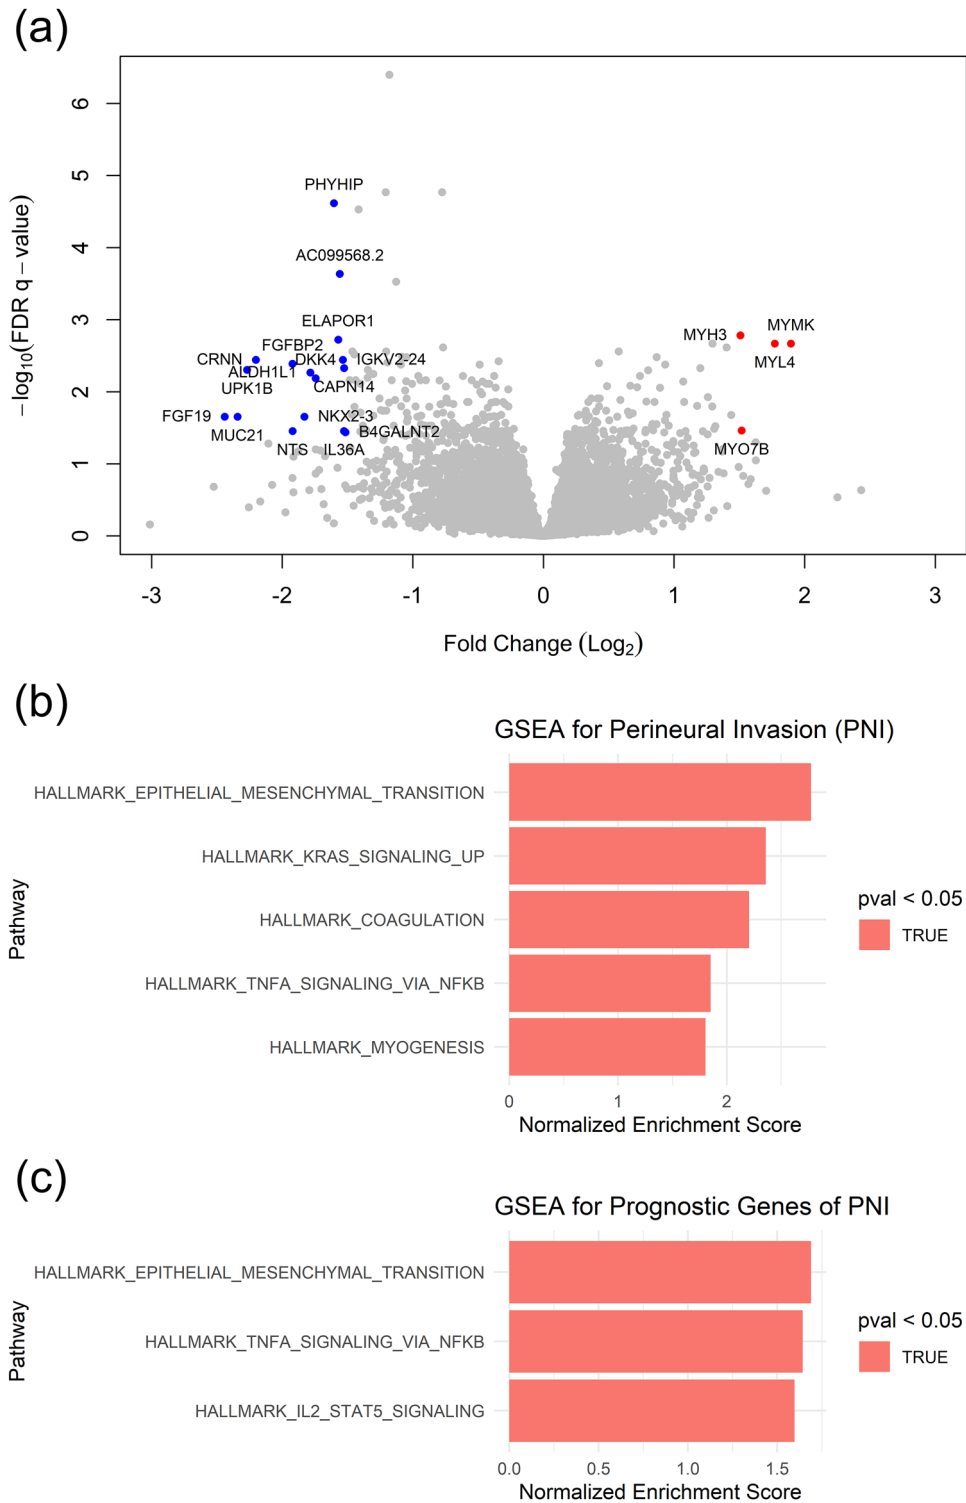 (a)
− log10(FDR q − value)
6
5
4
3
2
1
0
PHYHIP
AC099568.2
ELAPOR1
MYH3
MYMK
FGFBP2
CRNN
DKK4
IGKV2-24
MYL4
ALDH1L1
UPK1B
CAPN14
FGF19
NKX2-3
MUC21
B4GALNT2
NTS
IL36A
MYO7B
-3 -2 -1 0 1 2 3
Fold Change (Log2)
(b)
GSEA for Perineural Invasion (PNI)
Pathway
HALLMARK_EPITHELIAL_MESENCHYMAL_TRANSITION
HALLMARK_KRAS_SIGNALING_UP
HALLMARK_COAGULATION
HALLMARK_TNFA_SIGNALING_VIA_NFKB
HALLMARK_MYOGENESIS
pval < 0.05
TRUE
0 1 2
Normalized Enrichment Score
(c)
GSEA for Prognostic Genes of PNI
Pathway
HALLMARK_EPITHELIAL_MESENCHYMAL_TRANSITION
HALLMARK_TNFA_SIGNALING_VIA_NFKB
HALLMARK_IL2_STAT5_SIGNALING
pval < 0.05
TRUE
0.0 0.5 1.0 1.5
Normalized Enrichment Score